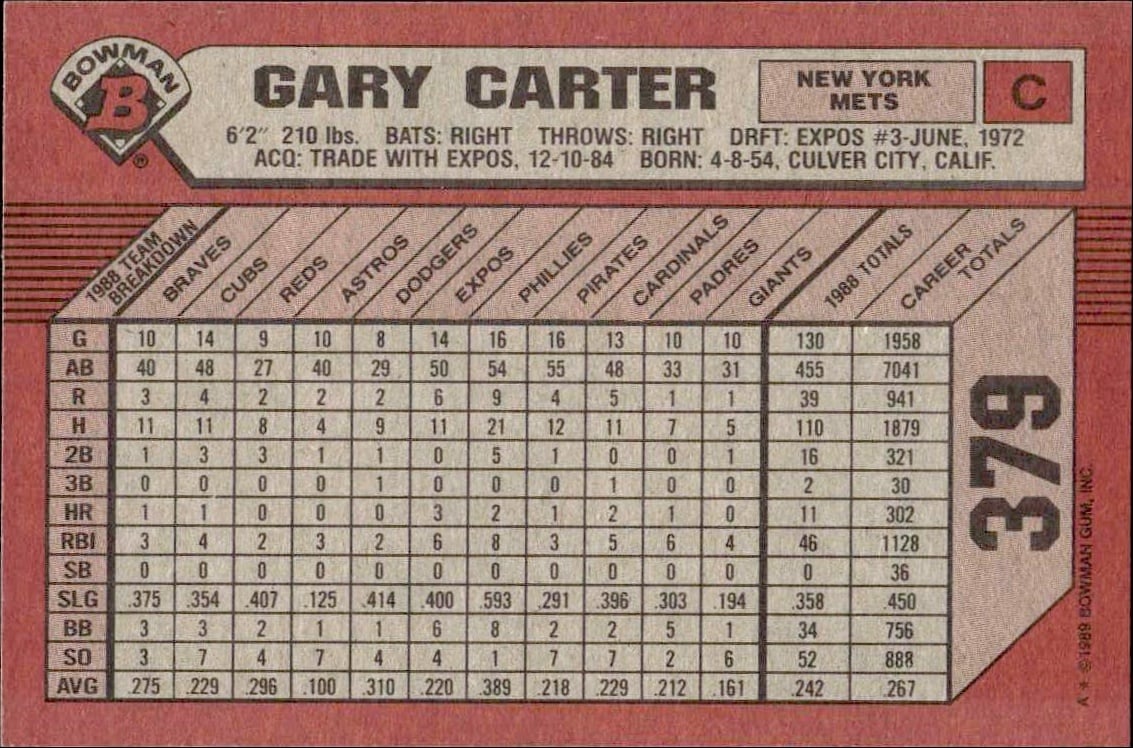 BOWMAN
B
®
GARY CARTER
NEW YORK
METS
C
6'2" 210 lbs. BATS: RIGHT THROWS: RIGHT DRFT: EXPOS #3-JUNE, 1972
ACQ: TRADE WITH EXPOS, 12-10-84 BORN: 4-8-54, CULVER CITY, CALIF.
1988 TEAM BREAKDOWN BRAVES CUBS REDS ASTROS DODGERS EXPOS PHILLIES PIRATES CARDINALS PADRES GIANTS 1988 TOTALS CAREER TOTALS
G 10 14 9 10 8 14 16 16 13 10 10 130 1958
AB 40 48 27 40 29 50 54 55 48 33 31 455 7041
R 3 4 2 2 2 6 9 4 5 1 1 39 941
H 11 11 8 4 9 11 21 12 11 7 5 110 1879
2B 1 3 3 1 1 0 5 1 0 0 1 16 321
3B 0 0 0 0 1 0 0 0 1 0 0 2 30
HR 1 1 0 0 0 3 2 1 2 1 0 11 302
RBI 3 4 2 3 2 6 8 3 5 6 4 46 1128
SB 0 0 0 0 0 0 0 0 0 0 0 0 36
SLG .375 .354 .407 .125 .414 .400 .593 .291 .396 .303 .194 .358 .450
BB 3 3 2 1 1 6 8 2 2 5 1 34 756
SO 3 7 4 7 4 4 1 7 7 2 6 52 888
AVG .275 .229 .296 .100 .310 .220 .389 .218 .229 .212 .161 .242 .267
379
A * ©1989 BOWMAN GUM, INC.